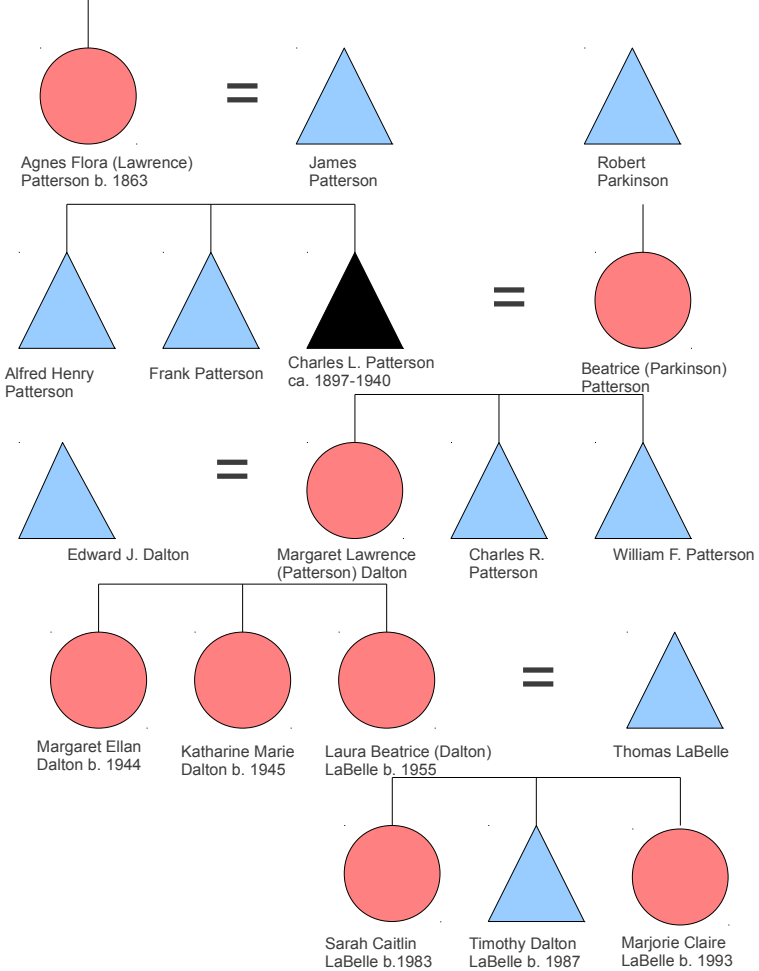 Agnes Flora (Lawrence)
Patterson b. 1863
=
James
Patterson
Robert
Parkinson
Alfred Henry
Patterson
Frank Patterson
Charles L. Patterson
ca. 1897-1940
=
Beatrice (Parkinson)
Patterson
Edward J. Dalton
=
Margaret Lawrence
(Patterson) Dalton
Charles R.
Patterson
William F. Patterson
Margaret Ellan
Dalton b. 1944
Katharine Marie
Dalton b. 1945
Laura Beatrice (Dalton)
LaBelle b. 1955
=
Thomas LaBelle
Sarah Caitlin
LaBelle b.1983
Timothy Dalton
LaBelle b. 1987
Marjorie Claire
LaBelle b. 1993